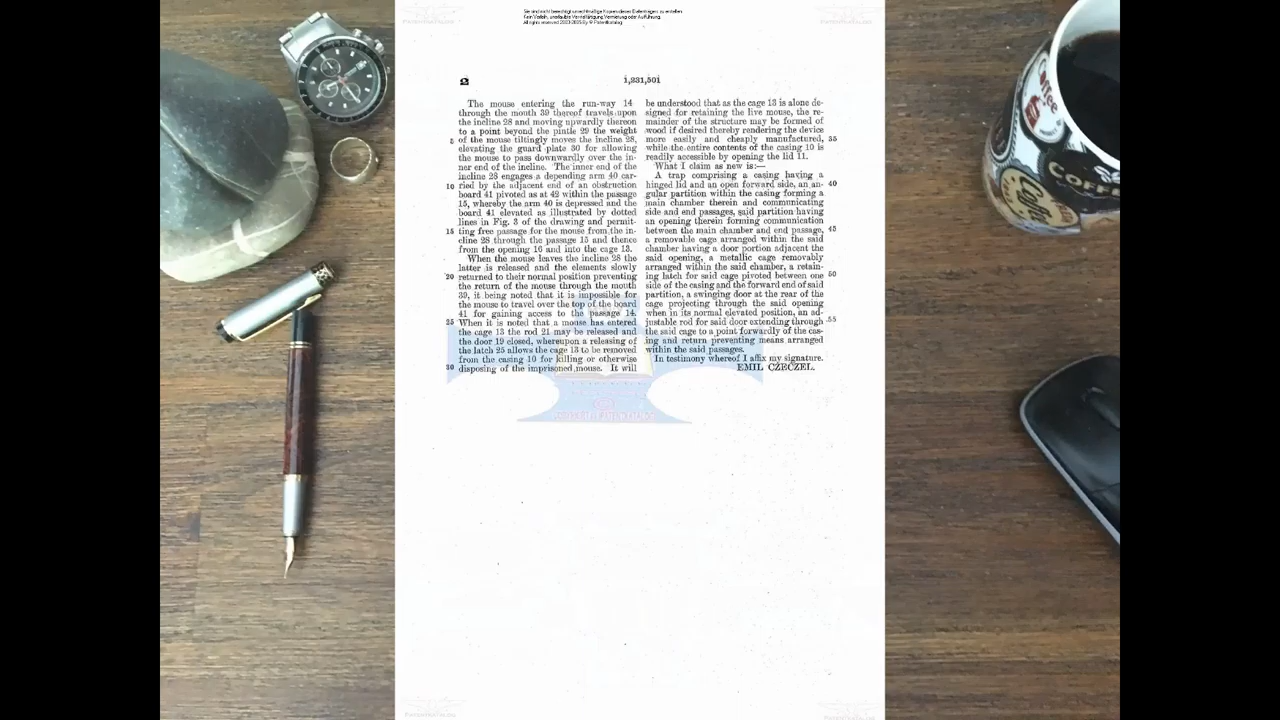 Sie sind nicht berechtigt unrechtmäßige Kopien dieses Datenträgers zu erstellen
Kein Verleih, unerlaubte Vervielfältigung, Vermietung oder Aufführung
All rights reserved 2003-2005 by © Patentkatalog
2
1,231,501
The mouse entering the run-way 14
through the mouth 39 thereof travels upon
the incline 28 and moving upwardly thereon
to a point beyond the pintle 29 the weight
5 of the mouse tiltingly moves the incline 28,
elevating the guard plate 30 for allowing
the mouse to pass downwardly over the in-
ner end of the incline. The inner end of the
incline 28 engages a depending arm 40 car-
10 ried by the adjacent end of an obstruction
board 41 pivoted as at 42 within the passage
15, whereby the arm 40 is depressed and the
board 41 elevated as illustrated by dotted
lines in Fig. 3 of the drawing and permit-
15 ting free passage for the mouse from the in-
cline 28 through the passage 15 and thence
from the opening 16 and into the cage 13.
When the mouse leaves the incline 28 the
latter is released and the elements slowly
20 returned to their normal position preventing
the return of the mouse through the mouth
39, it being noted that it is impossible for
the mouse to travel over the top of the board
41 for gaining access to the passage 14.
25 When it is noted that a mouse has entered
the cage 13 the rod 21 may be released and
the door 19 closed, whereupon a releasing of
the latch 25 allows the cage 13 to be removed
from the casing 10 for killing or otherwise
30 disposing of the imprisoned mouse. It will
be understood that as the cage 13 is alone de-
signed for retaining the live mouse, the re-
mainder of the structure may be formed of
wood if desired thereby rendering the device
more easily and cheaply manufactured, 35
while the entire contents of the casing 10 is
readily accessible by opening the lid 11.
What I claim as new is:—
A trap comprising a casing having a
hinged lid and an open forward side, an an- 40
gular partition within the casing forming a
main chamber therein and communicating
side and end passages, said partition having
an opening therein forming communication
between the main chamber and end passage, 45
a removable cage arranged within the said
chamber having a door portion adjacent the
said opening, a metallic cage removably
arranged within the said chamber, a retain-
ing latch for said cage pivoted between one 50
side of the casing and the forward end of said
partition, a swinging door at the rear of the
cage projecting through the said opening
when in its normal elevated position, an ad-
justable rod for said door extending through 55
the said cage to a point forwardly of the cas-
ing and return preventing means arranged
within the said passages.
In testimony whereof I affix my signature.
EMIL CZECZEL.